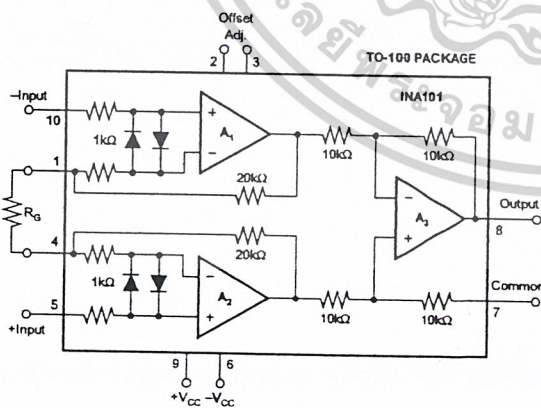 Offset
Adj.
2 3
TO-100 PACKAGE
INA101
–Input
10
1kΩ
A1
10kΩ
10kΩ
1
20kΩ
RG
A3
Output
8
4
20kΩ
1kΩ
A2
Common
7
5
+Input
10kΩ
10kΩ
9 6
+VCC –VCC